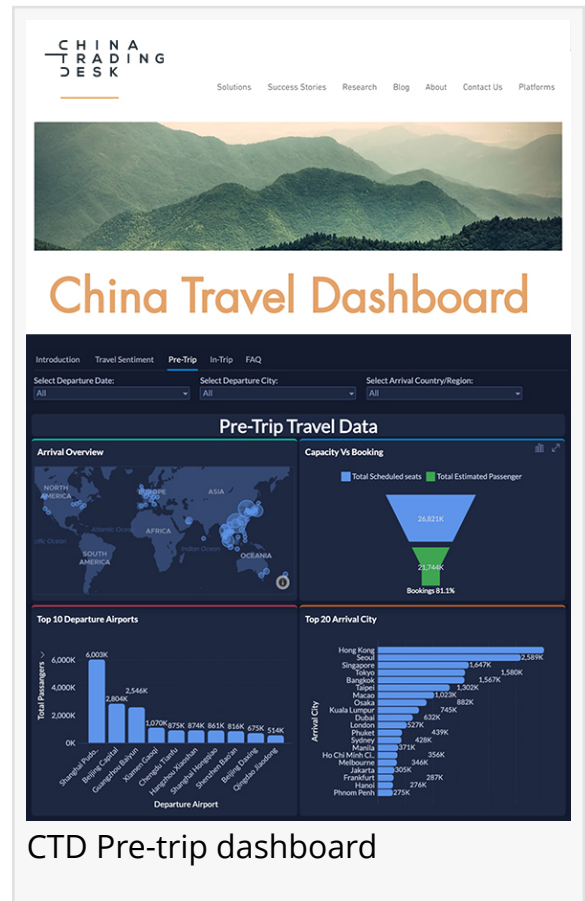 CHINA
TRADING
DESK
Solutions Success Stories Research Blog About Contact Us Platforms
China Travel Dashboard
Introduction Travel Sentiment Pre-Trip In-Trip FAQ
Select Departure Date: Select Departure City: Select Arrival Country/Region:
All All All
Pre-Trip Travel Data
Arrival Overview
NORTH
AMERICA
EUROPE
ASIA
Atlantic Ocean
AFRICA
Indian Ocean
SOUTH
AMERICA
OCEANIA
Capacity Vs Booking
Total Scheduled seats Total Estimated Passenger
26,821K
21,744K
Bookings 81.1%
Top 10 Departure Airports
Total Passangers
6,000K
4,000K
2,000K
0K
6,003K
2,804K
2,546K
1,070K
875K
874K
861K
816K
675K
514K
Shanghai Pudo..
Beijing Capital
Guangzhou Baiyun
Xiamen Gaoqi
Chengdu Tianfu
Hangzhou Xiaoshan
Shanghai Hongqiao
Shenzhen Bao'an
Beijing Daxing
Qingdao Jiaodong
Departure Airport
Top 20 Arrival City
Arrival City
Hong Kong
Seoul 2,589K
Singapore 1,647K
Tokyo 1,580K
Bangkok 1,567K
Taipei 1,302K
Macao 1,023K
Osaka 882K
Kuala Lumpur 745K
Dubai 632K
London 527K
Phuket 439K
Sydney 428K
Manila 371K
Ho Chi Minh Ci.. 356K
Melbourne 346K
Jakarta 305K
Frankfurt 287K
Hanoi 276K
Phnom Penh 275K
CTD Pre-trip dashboard